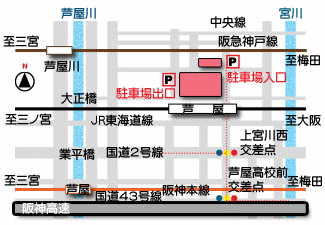 芦屋川
宮川
中央線
至三宮
阪急神戸線
至梅田
芦屋川
N
P
駐車場入口
P
駐車場出口
大正橋
芦屋
至三ノ宮
JR東海道線
至大阪
上宮川西
交差点
業平橋
国道2号線
芦屋高校前
交差点
至三宮
芦屋
阪神本線
至梅田
国道43号線
阪神高速